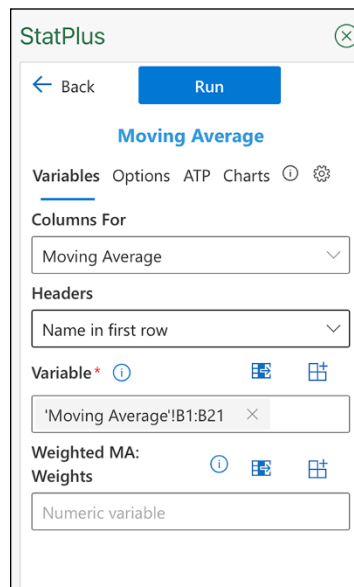 StatPlus
Back
Run
Moving Average
Variables Options ATP Charts
Columns For
Moving Average
Headers
Name in first row
Variable*
'Moving Average'!B1:B21
Weighted MA:
Weights
Numeric variable